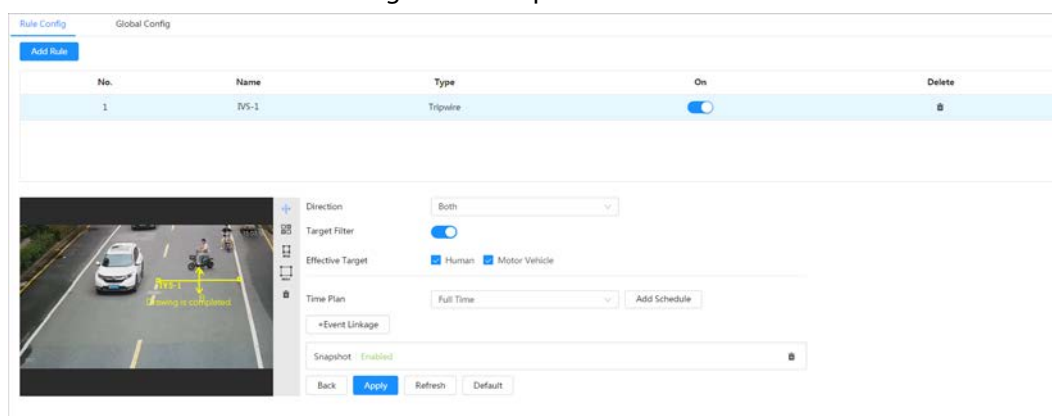 Rule Config Global Config
Add Rule
No. Name Type On Delete
1 IVS-1 Tripwire
Direction Both
Target Filter
Effective Target Human Motor Vehicle
IVS-1
Drawing is completed.
Time Plan Full Time Add Schedule
+Event Linkage
Snapshot Enabled
Back Apply Refresh Default